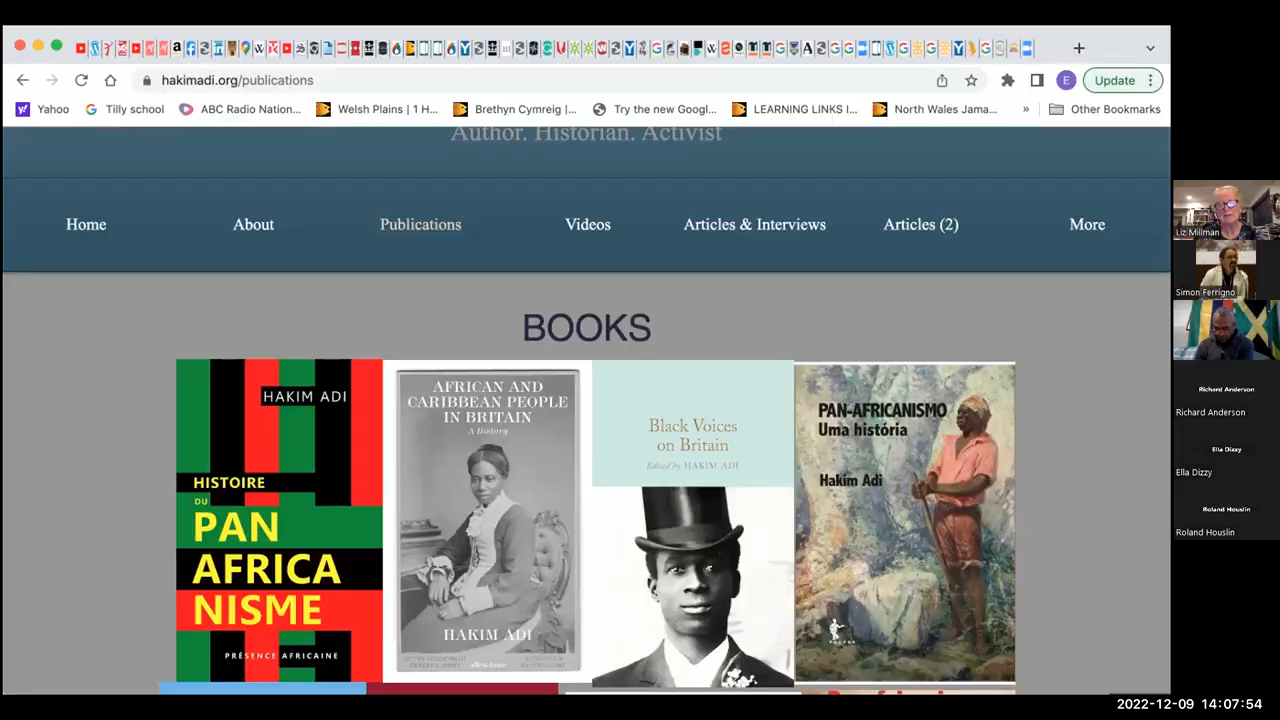 hakimadi.org/publications
E
Update
Yahoo
Tilly school
ABC Radio Nation...
Welsh Plains | 1 H...
Brethyn Cymreig |...
Try the new Googl...
LEARNING LINKS I...
North Wales Jama...
»
Other Bookmarks
Author. Historian. Activist
Home
About
Publications
Videos
Articles & Interviews
Articles (2)
More
BOOKS
HAKIM ADI
HISTOIRE
DU
PAN
AFRICA
NISME
PRÉSENCE AFRICAINE
AFRICAN AND
CARIBBEAN PEOPLE
IN BRITAIN
A History
HAKIM ADI
allen lane
Black Voices
on Britain
Edited by HAKIM ADI
PAN-AFRICANISMO
Uma história
Hakim Adi
Liz Millman
Simon Ferrigno
Richard Anderson
Richard Anderson
Ella Dizzy
Ella Dizzy
Roland Houslin
Roland Houslin
2022-12-09 14:07:54